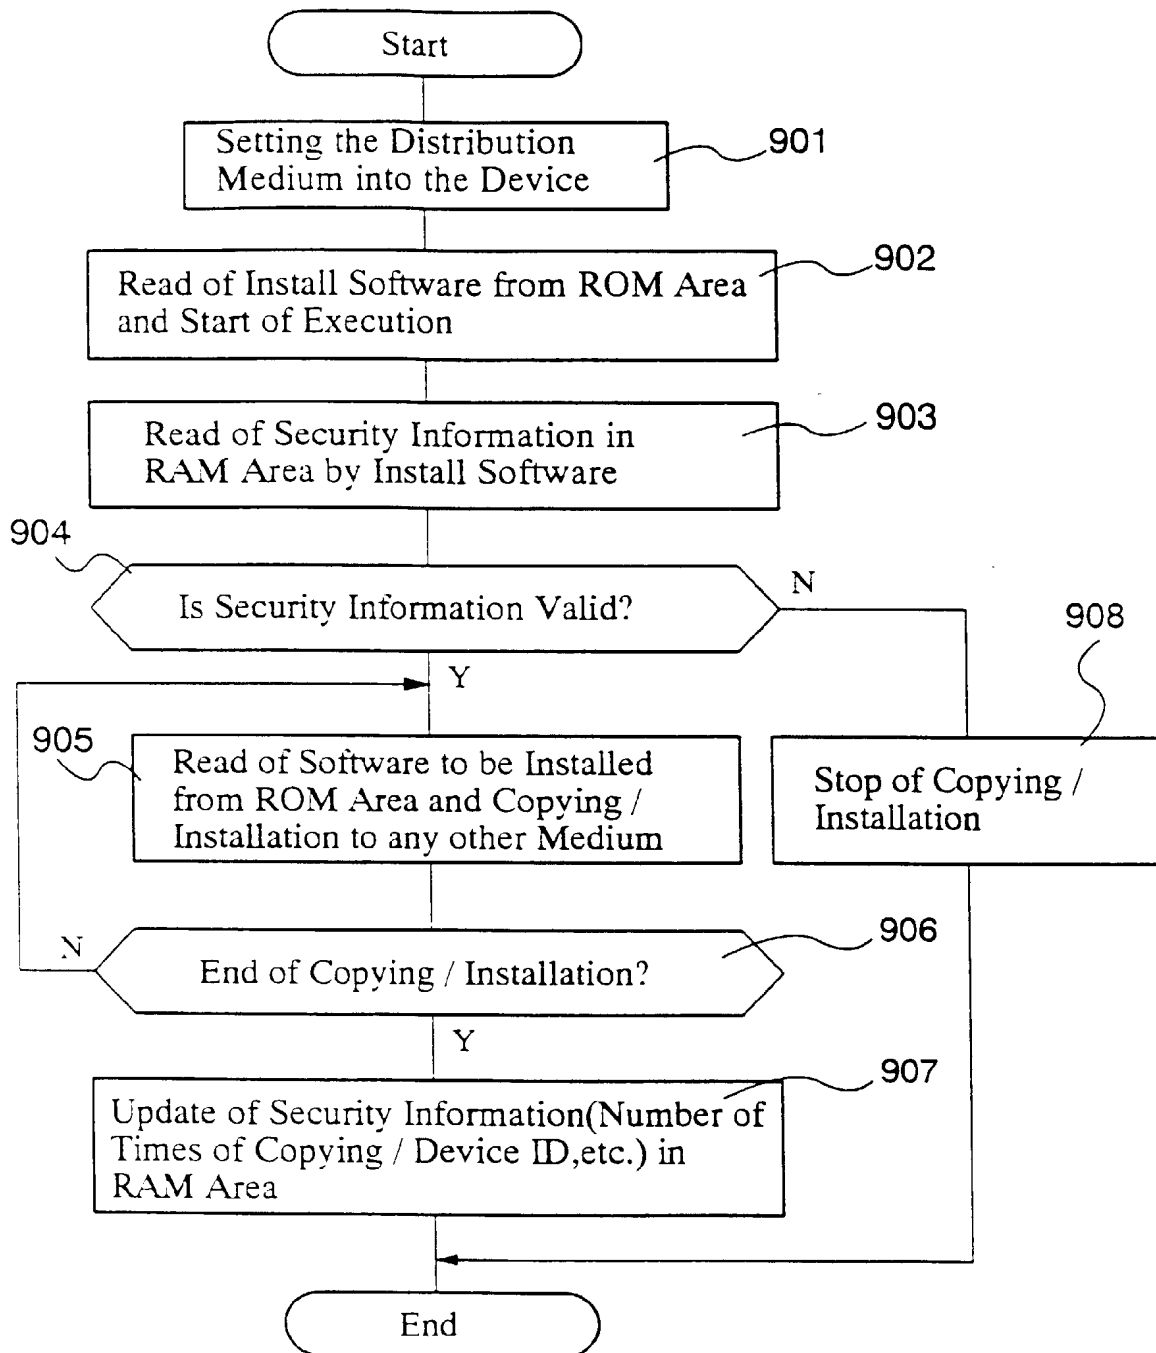 Start
Setting the Distribution
Medium into the Device
901
Read of Install Software from ROM Area
and Start of Execution
902
Read of Security Information in
RAM Area by Install Software
903
904
Is Security Information Valid?
N
Y
908
905
Read of Software to be Installed
from ROM Area and Copying /
Installation to any other Medium
Stop of Copying /
Installation
N
End of Copying / Installation?
906
Y
907
Update of Security Information(Number of
Times of Copying / Device ID,etc.) in
RAM Area
End